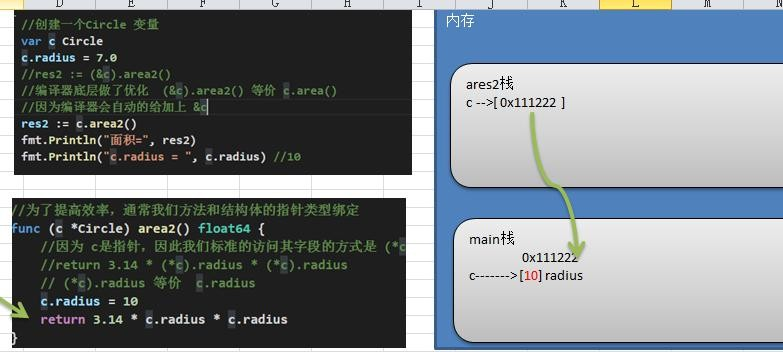 D E F G H I J K L M
//创建一个Circle 变量
var c Circle
c.radius = 7.0
//res2 := (&c).area2()
//编译器底层做了优化 (&c).area2() 等价 c.area()
//因为编译器会自动的给加上 &c
res2 := c.area2()
fmt.Println("面积=", res2)
fmt.Println("c.radius = ", c.radius) //10
//为了提高效率，通常我们方法和结构体的指针类型绑定
func (c *Circle) area2() float64 {
//因为 c是指针，因此我们标准的访问其字段的方式是 (*c
//return 3.14 * (*c).radius * (*c).radius
// (*c).radius 等价 c.radius
c.radius = 10
return 3.14 * c.radius * c.radius
}
内存
ares2栈
c -->[ 0x111222 ]
main栈
0x111222
c------->[10] radius